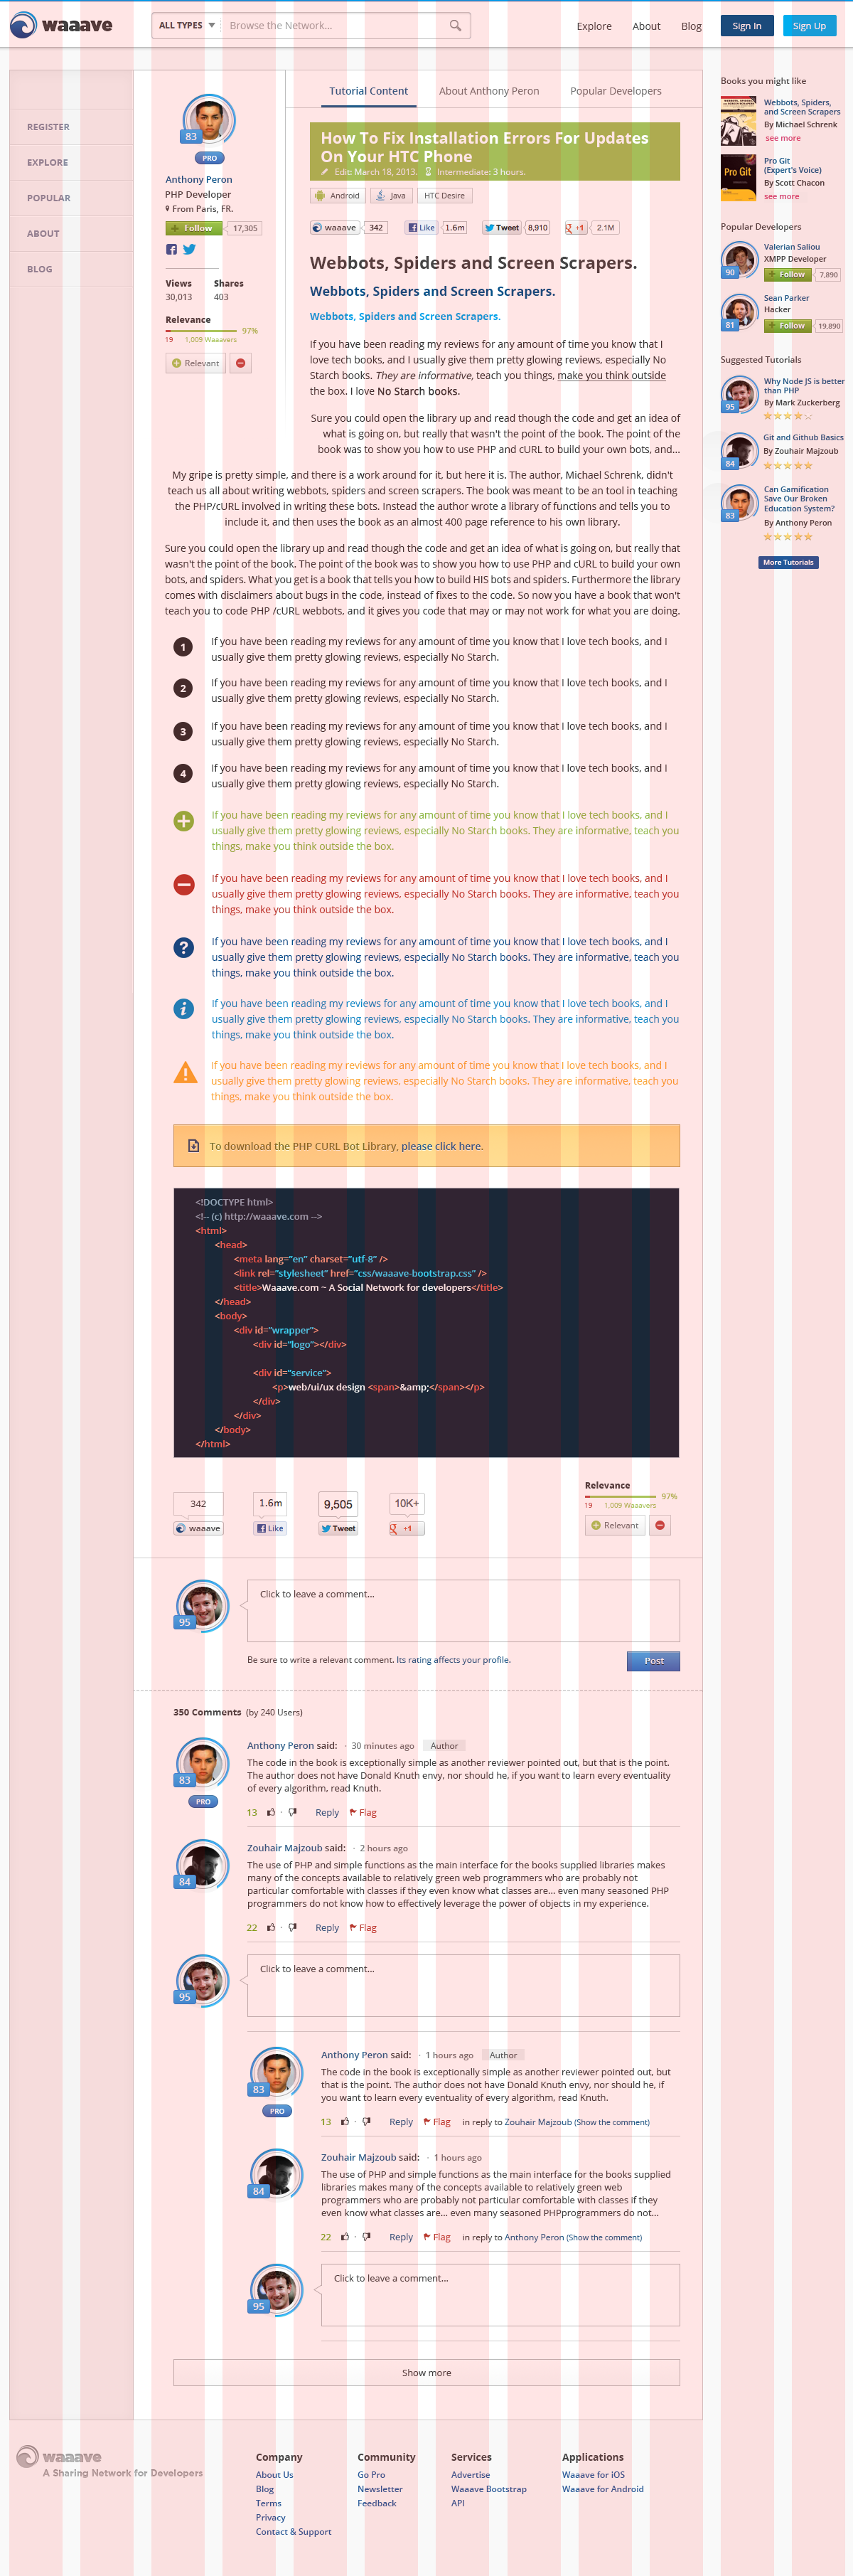 waaave
ALL TYPES
Browse the Network...
Explore
About
Blog
Sign In
Sign Up
REGISTER
EXPLORE
POPULAR
ABOUT
BLOG
83
PRO
Anthony Peron
PHP Developer
From Paris, FR.
Follow
17,305
Views
Shares
30,013
403
Relevance
97%
19
1,009 Waaavers
Relevant
Tutorial Content
About Anthony Peron
Popular Developers
How To Fix Installation Errors For Updates
On Your HTC Phone
Edit: March 18, 2013.
Intermediate: 3 hours.
Android
Java
HTC Desire
waaave
342
Like
1.6m
Tweet
8,910
+1
2.1M
Webbots, Spiders and Screen Scrapers.
Webbots, Spiders and Screen Scrapers.
Webbots, Spiders and Screen Scrapers.
If you have been reading my reviews for any amount of time you know that I
love tech books, and I usually give them pretty glowing reviews, especially No
Starch books. They are informative, teach you things, make you think outside
the box. I love No Starch books.
Sure you could open the library up and read though the code and get an idea of
what is going on, but really that wasn't the point of the book. The point of the
book was to show you how to use PHP and cURL to build your own bots, and...
My gripe is pretty simple, and there is a work around for it, but here it is. The author, Michael Schrenk, didn't
teach us all about writing webbots, spiders and screen scrapers. The book was meant to be an tool in teaching
the PHP/cURL involved in writing these bots. Instead the author wrote a library of functions and tells you to
include it, and then uses the book as an almost 400 page reference to his own library.
Sure you could open the library up and read though the code and get an idea of what is going on, but really that
wasn't the point of the book. The point of the book was to show you how to use PHP and cURL to build your own
bots, and spiders. What you get is a book that tells you how to build HIS bots and spiders. Furthermore the library
comes with disclaimers about bugs in the code, instead of fixes to the code. So now you have a book that won't
teach you to code PHP /cURL webbots, and it gives you code that may or may not work for what you are doing.
1
If you have been reading my reviews for any amount of time you know that I love tech books, and I
usually give them pretty glowing reviews, especially No Starch.
2
If you have been reading my reviews for any amount of time you know that I love tech books, and I
usually give them pretty glowing reviews, especially No Starch.
3
If you have been reading my reviews for any amount of time you know that I love tech books, and I
usually give them pretty glowing reviews, especially No Starch.
4
If you have been reading my reviews for any amount of time you know that I love tech books, and I
usually give them pretty glowing reviews, especially No Starch.
If you have been reading my reviews for any amount of time you know that I love tech books, and I
usually give them pretty glowing reviews, especially No Starch books. They are informative, teach you
things, make you think outside the box.
If you have been reading my reviews for any amount of time you know that I love tech books, and I
usually give them pretty glowing reviews, especially No Starch books. They are informative, teach you
things, make you think outside the box.
?
If you have been reading my reviews for any amount of time you know that I love tech books, and I
usually give them pretty glowing reviews, especially No Starch books. They are informative, teach you
things, make you think outside the box.
i
If you have been reading my reviews for any amount of time you know that I love tech books, and I
usually give them pretty glowing reviews, especially No Starch books. They are informative, teach you
things, make you think outside the box.
!
If you have been reading my reviews for any amount of time you know that I love tech books, and I
usually give them pretty glowing reviews, especially No Starch books. They are informative, teach you
things, make you think outside the box.
To download the PHP CURL Bot Library, please click here.
<!DOCTYPE html>
<!-- (c) http://waaave.com -->
<html>
<head>
<meta lang="en" charset="utf-8" />
<link rel="stylesheet" href="css/waaave-bootstrap.css" />
<title>Waaave.com ~ A Social Network for developers</title>
</head>
<body>
<div id="wrapper">
<div id="logo"></div>
<div id="service">
<p>web/ui/ux design <span>&amp;</span></p>
</div>
</div>
</body>
</html>
342
waaave
1.6m
Like
9,505
Tweet
10K+
+1
Relevance
97%
19
1,009 Waaavers
Relevant
95
Click to leave a comment...
Be sure to write a relevant comment. Its rating affects your profile.
Post
350 Comments (by 240 Users)
83
PRO
Anthony Peron said: · 30 minutes ago
Author
The code in the book is exceptionally simple as another reviewer pointed out, but that is the point.
The author does not have Donald Knuth envy, nor should he, if you want to learn every eventuality
of every algorithm, read Knuth.
13
Reply
Flag
84
Zouhair Majzoub said: · 2 hours ago
The use of PHP and simple functions as the main interface for the books supplied libraries makes
many of the concepts available to relatively green web programmers who are probably not
particular comfortable with classes if they even know what classes are... even many seasoned PHP
programmers do not know how to effectively leverage the power of objects in my experience.
22
Reply
Flag
95
Click to leave a comment...
83
PRO
Anthony Peron said: · 1 hours ago
Author
The code in the book is exceptionally simple as another reviewer pointed out, but
that is the point. The author does not have Donald Knuth envy, nor should he, if
you want to learn every eventuality of every algorithm, read Knuth.
13
Reply
Flag
in reply to Zouhair Majzoub (Show the comment)
84
Zouhair Majzoub said: · 1 hours ago
The use of PHP and simple functions as the main interface for the books supplied
libraries makes many of the concepts available to relatively green web
programmers who are probably not particular comfortable with classes if they
even know what classes are... even many seasoned PHPprogrammers do not...
22
Reply
Flag
in reply to Anthony Peron (Show the comment)
95
Click to leave a comment...
Show more
Books you might like
Webbots, Spiders,
and Screen Scrapers
By Michael Schrenk
see more
Pro Git
Pro Git
(Expert's Voice)
By Scott Chacon
see more
Popular Developers
90
Valerian Saliou
XMPP Developer
Follow
7,890
81
Sean Parker
Hacker
Follow
19,890
Suggested Tutorials
95
Why Node JS is better
than PHP
By Mark Zuckerberg
84
Git and Github Basics
By Zouhair Majzoub
83
Can Gamification
Save Our Broken
Education System?
By Anthony Peron
More Tutorials
waaave
A Sharing Network for Developers
Company
About Us
Blog
Terms
Privacy
Contact & Support
Community
Go Pro
Newsletter
Feedback
Services
Advertise
Waaave Bootstrap
API
Applications
Waaave for iOS
Waaave for Android